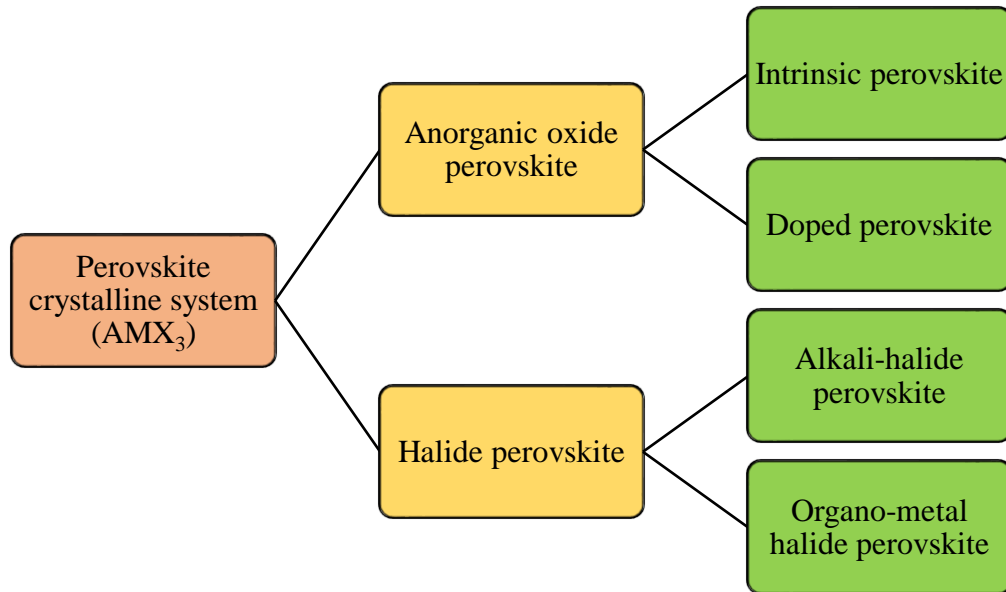 Perovskite
crystalline system
(AMX₃)
Anorganic oxide
perovskite
Halide perovskite
Intrinsic perovskite
Doped perovskite
Alkali-halide
perovskite
Organo-metal
halide perovskite